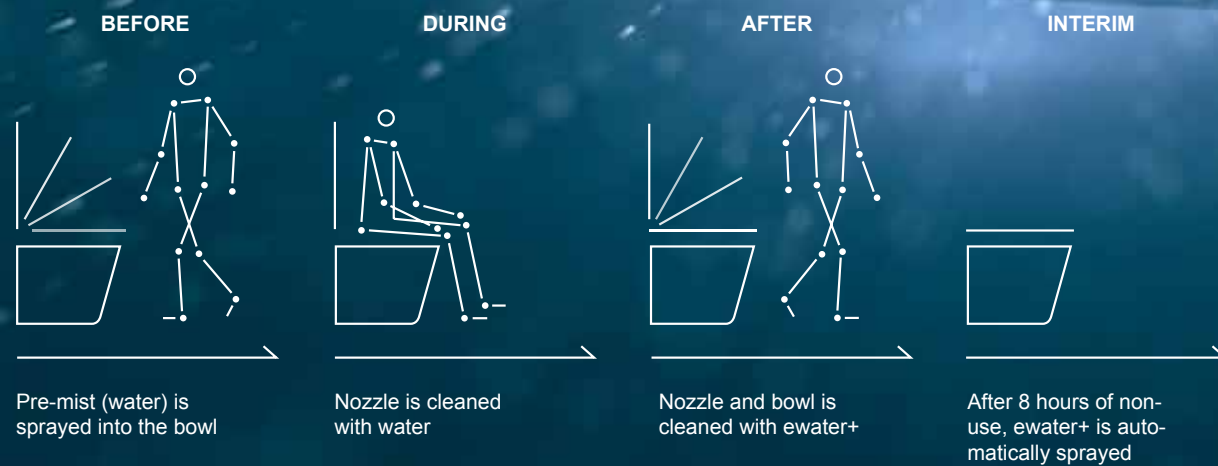 BEFORE
Pre-mist (water) is
sprayed into the bowl
DURING
Nozzle is cleaned
with water
AFTER
Nozzle and bowl is
cleaned with ewater+
INTERIM
After 8 hours of non-
use, ewater+ is auto-
matically sprayed